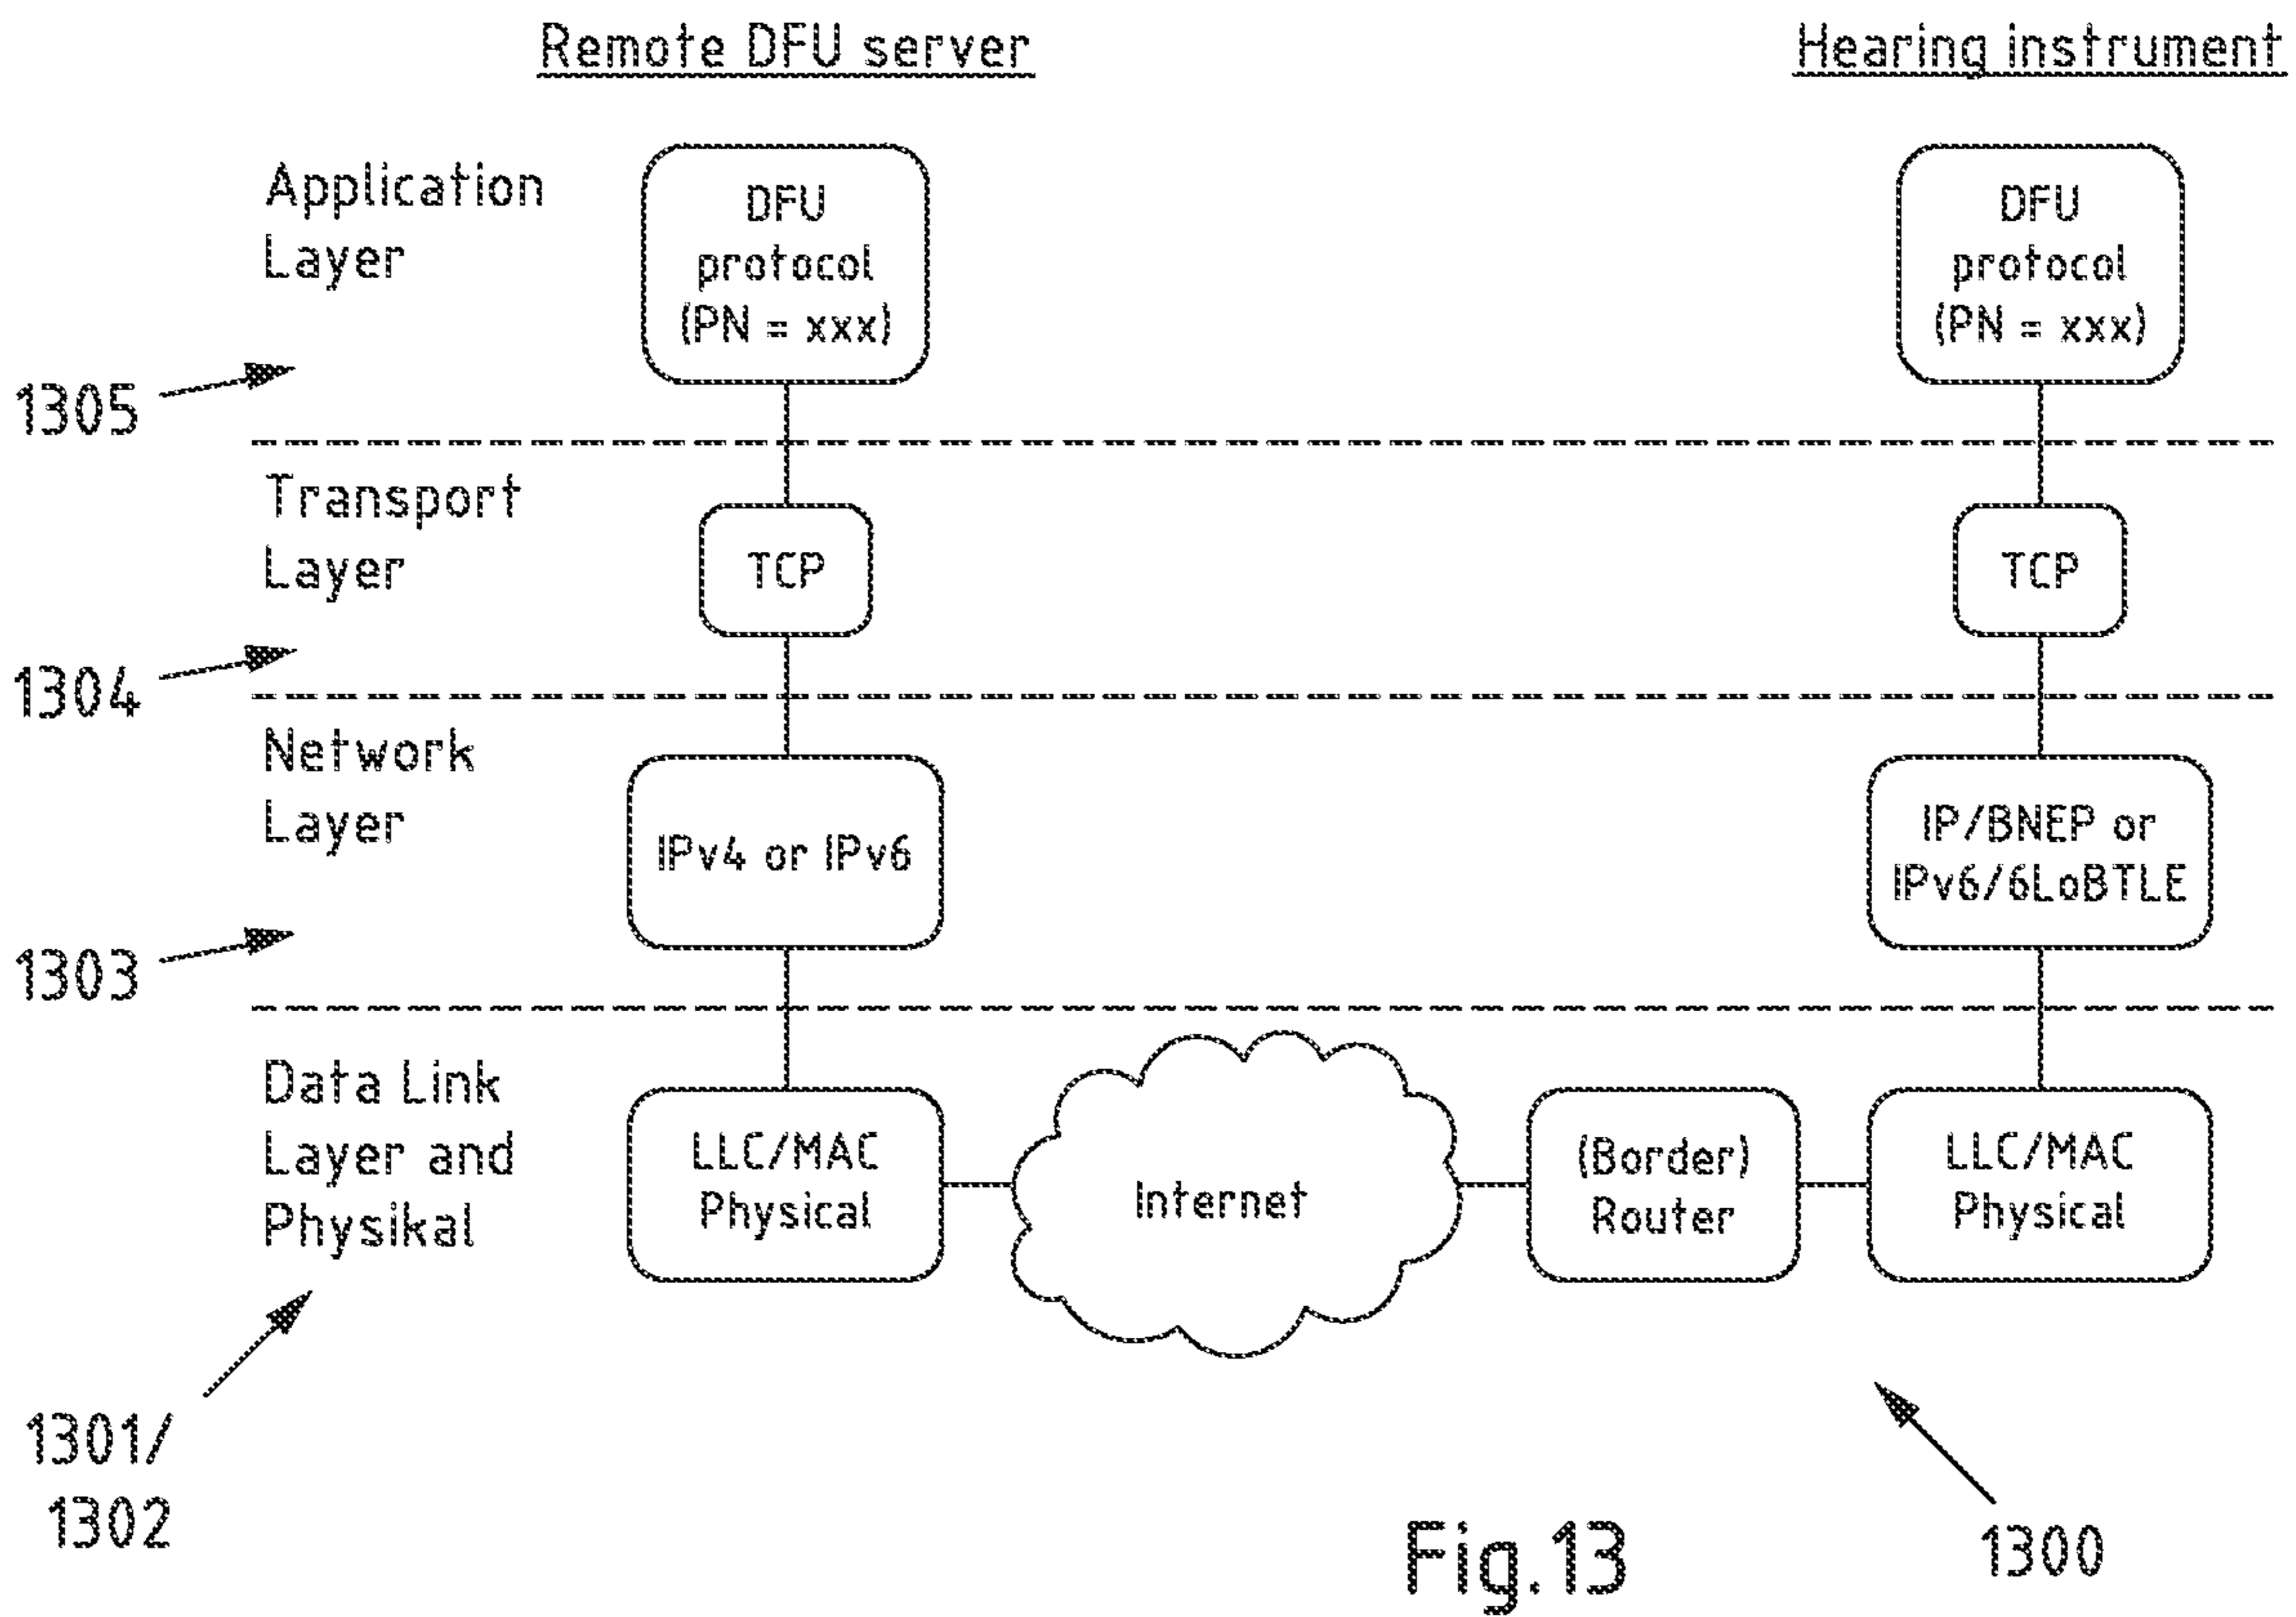 Remote DFU server
Hearing instrument
Application
Layer
DFU
protocol
(PN = xxx)
DFU
protocol
(PN = xxx)
1305
Transport
Layer
TCP
TCP
1304
Network
Layer
IPv4 or IPv6
IP/BNEP or
IPv6/6LoBTLE
1303
Data Link
Layer and
Physikal
LLC/MAC
Physical
Internet
(Border)
Router
LLC/MAC
Physical
1301/
1302
Fig.13
1300